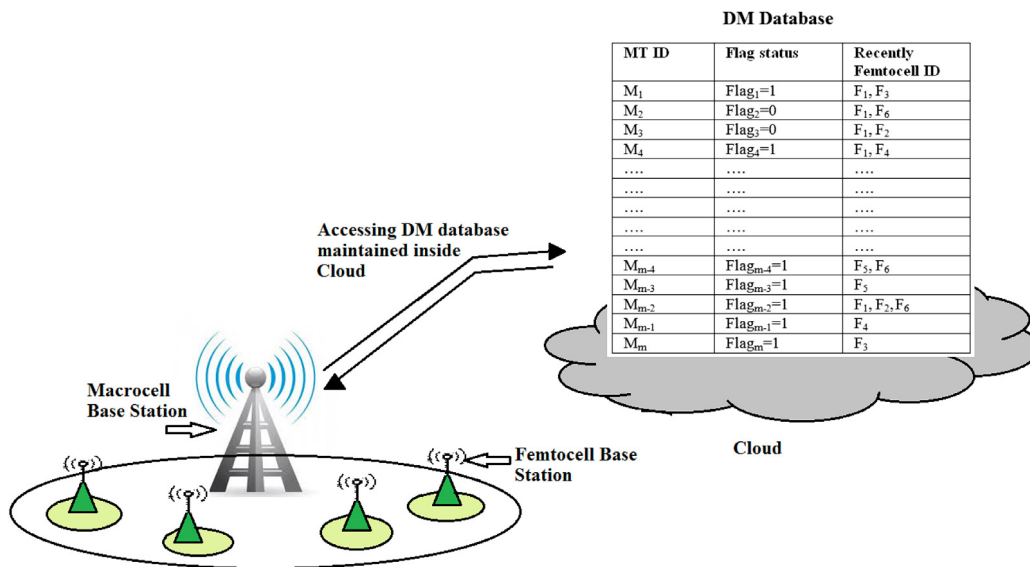 DM Database
MT ID Flag status Recently
Femtocell ID
M₁ Flag₁=1 F₁, F₃
M₂ Flag₂=0 F₁, F₆
M₃ Flag₃=0 F₁, F₂
M₄ Flag₄=1 F₁, F₄
.... .... ....
.... .... ....
.... .... ....
.... .... ....
.... .... ....
Mₘ₋₄ Flagₘ₋₄=1 F₅, F₆
Mₘ₋₃ Flagₘ₋₃=1 F₅
Mₘ₋₂ Flagₘ₋₂=1 F₁, F₂,F₆
Mₘ₋₁ Flagₘ₋₁=1 F₄
Mₘ Flagₘ=1 F₃
Accessing DM database
maintained inside
Cloud
Macrocell
Base Station
Femtocell Base
Station
Cloud